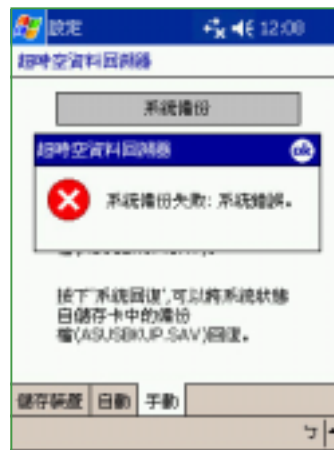 設定 12:00
超時空資料回溯器
系統備份
超時空資料回溯器 ok
系統備份失敗: 系統錯誤。
按下'系統回復',可以將系統狀態
自儲存卡中的備份
檔(ASUSBKUP.SAV)回復。
儲存裝置 自動 手動
ㄅ